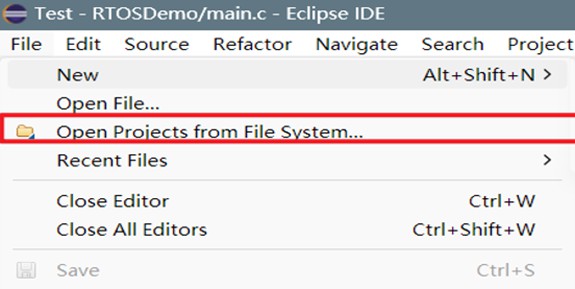 Test - RTOSDemo/main.c - Eclipse IDE
File Edit Source Refactor Navigate Search Project
New Alt+Shift+N >
Open File...
Open Projects from File System...
Recent Files >
Close Editor Ctrl+W
Close All Editors Ctrl+Shift+W
Save Ctrl+S